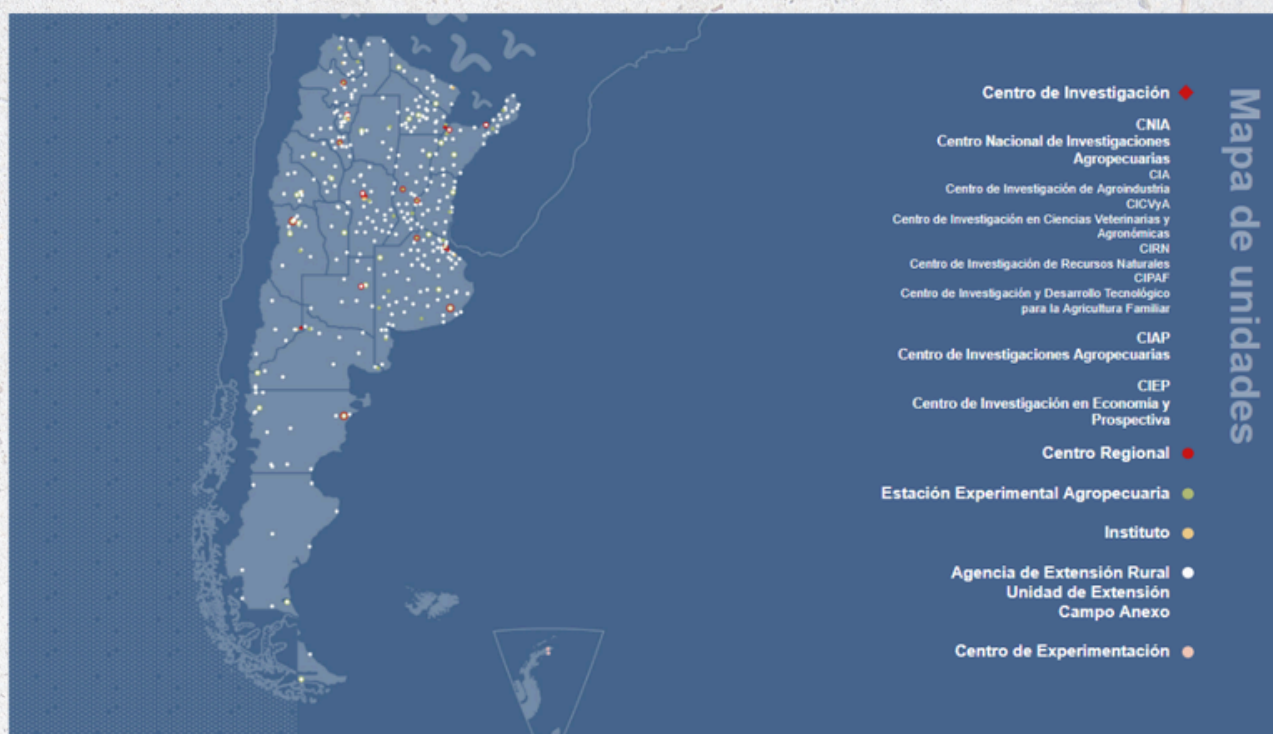 Mapa de unidades
Centro de Investigación
CNIA
Centro Nacional de Investigaciones
Agropecuarias
CIA
Centro de Investigación de Agroindustria
CICVyA
Centro de Investigación en Ciencias Veterinarias y
Agronómicas
CIRN
Centro de Investigación de Recursos Naturales
CIPAF
Centro de Investigación y Desarrollo Tecnológico
para la Agricultura Familiar
CIAP
Centro de Investigaciones Agropecuarias
CIEP
Centro de Investigación en Economía y
Prospectiva
Centro Regional
Estación Experimental Agropecuaria
Instituto
Agencia de Extensión Rural
Unidad de Extensión
Campo Anexo
Centro de Experimentación